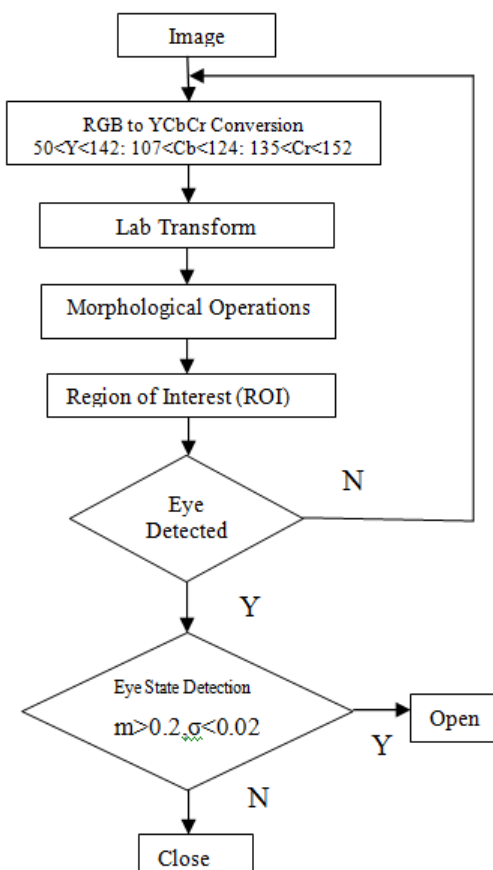 Image
RGB to YCbCr Conversion
50<Y<142: 107<Cb<124: 135<Cr<152
Lab Transform
Morphological Operations
Region of Interest (ROI)
N
Eye
Detected
Y
Eye State Detection
m>0.2,σ<0.02
Open
Y
N
Close